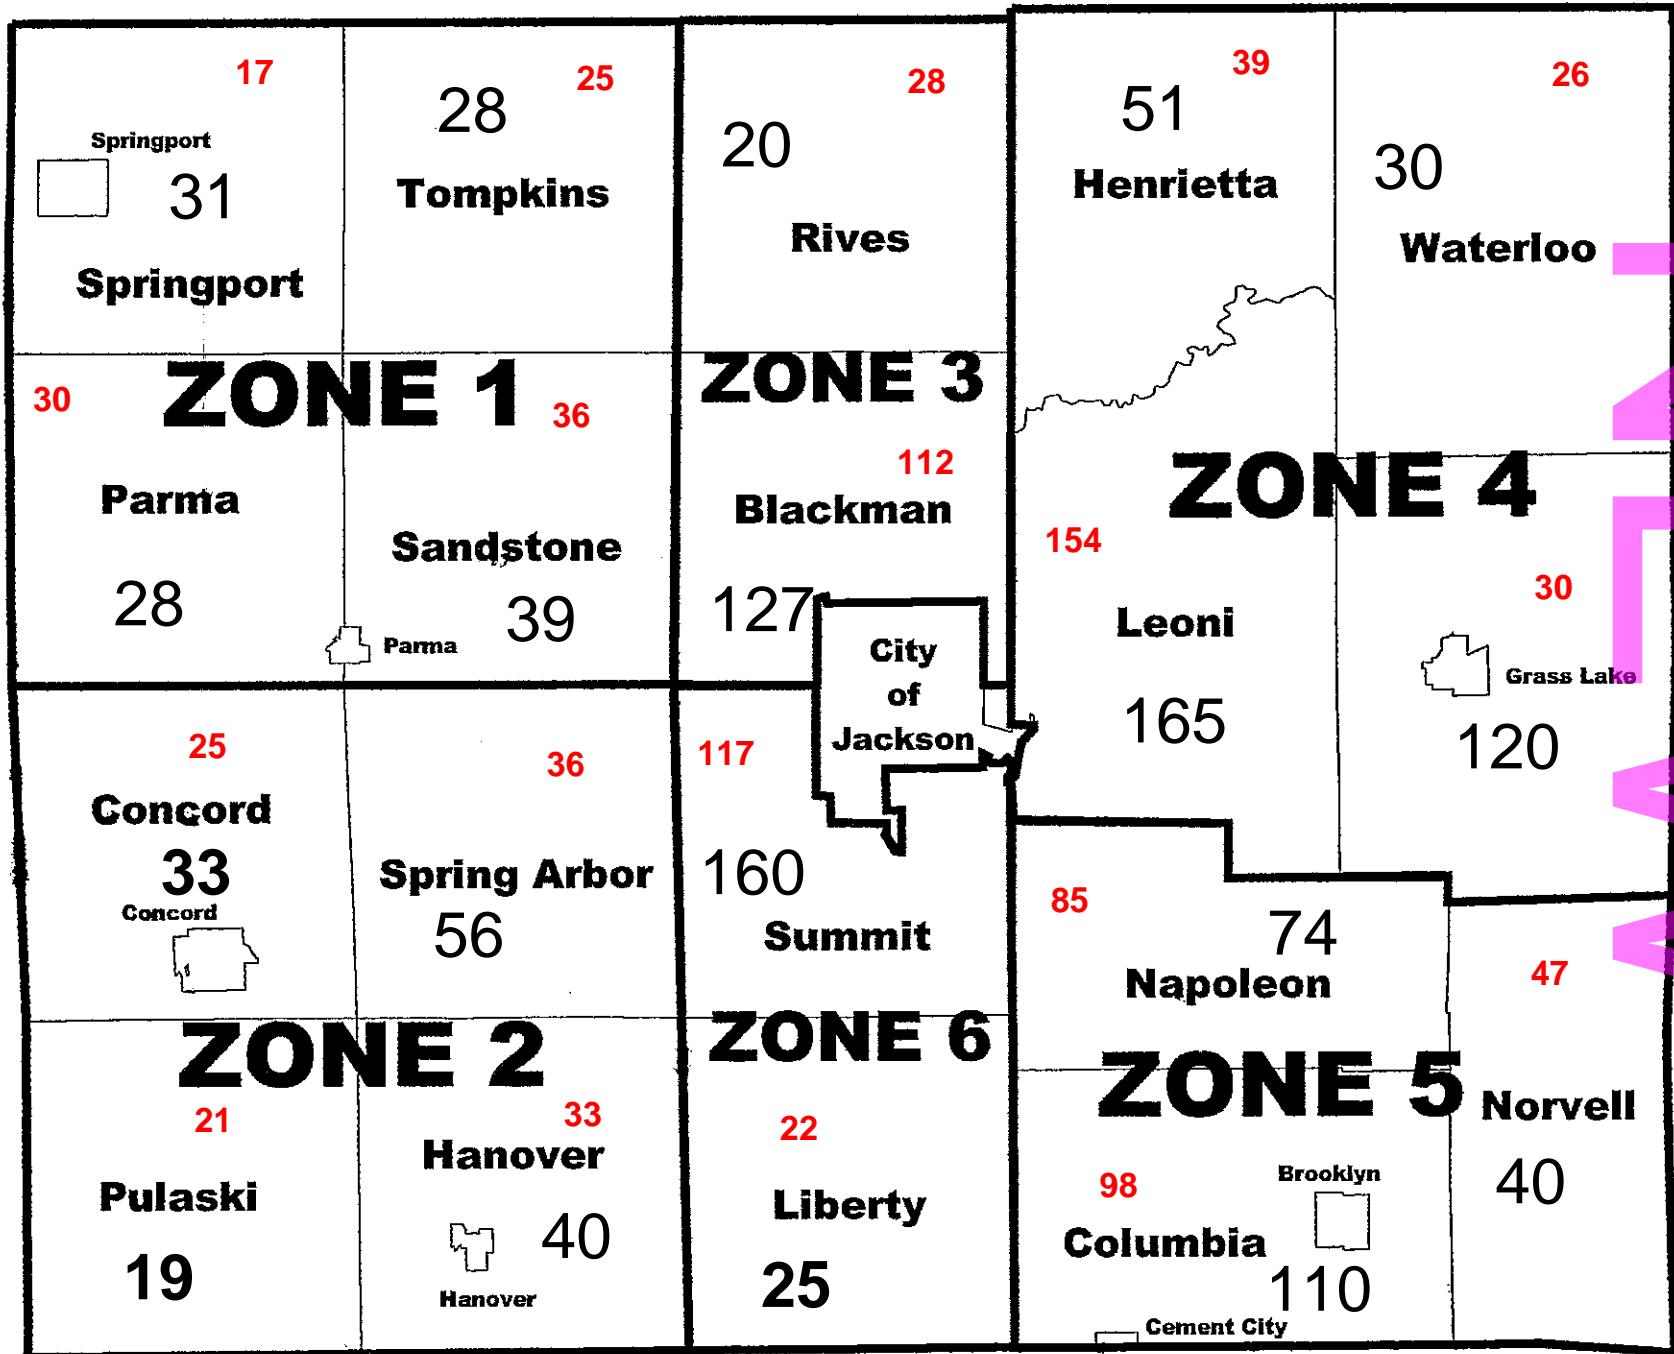 17
Springport
31
Springport
28
25
Tompkins
20
28
Rives
51
39
Henrietta
30
26
Waterloo
ZONE 1
30
Parma
28
36
Sandstone
39
Parma
ZONE 3
112
Blackman
127
City
of
Jackson
ZONE 4
154
Leoni
165
30
Grass Lake
120
25
Concord
33
Concord
36
Spring Arbor
56
117
160
Summit
85
74
Napoleon
47
ZONE 2
21
Pulaski
19
33
Hanover
40
Hanover
ZONE 6
22
Liberty
25
ZONE 5
Norvell
40
98
Columbia
Brooklyn
110
Cement City